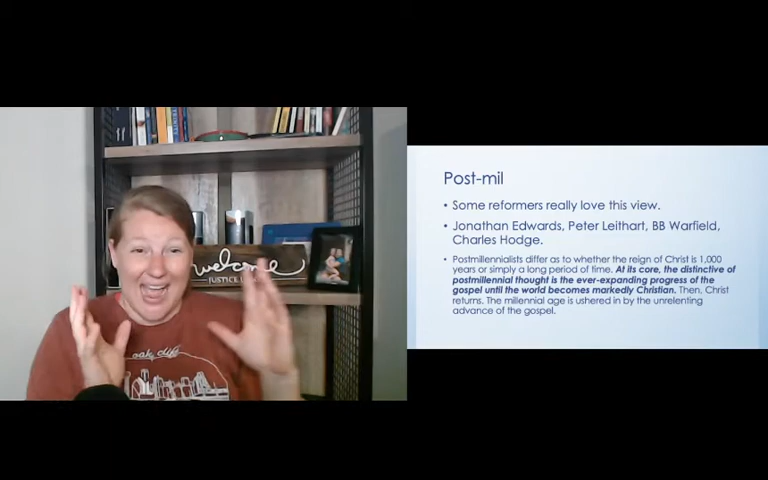 welcome
JUSTICE
oak cliff
Post-mil
• Some reformers really love this view.
• Jonathan Edwards, Peter Leithart, BB Warfield,
Charles Hodge.
• Postmillennialists differ as to whether the reign of Christ is 1,000
years or simply a long period of time. At its core, the distinctive of
postmillennial thought is the ever-expanding progress of the
gospel until the world becomes markedly Christian. Then, Christ
returns. The millennial age is ushered in by the unrelenting
advance of the gospel.